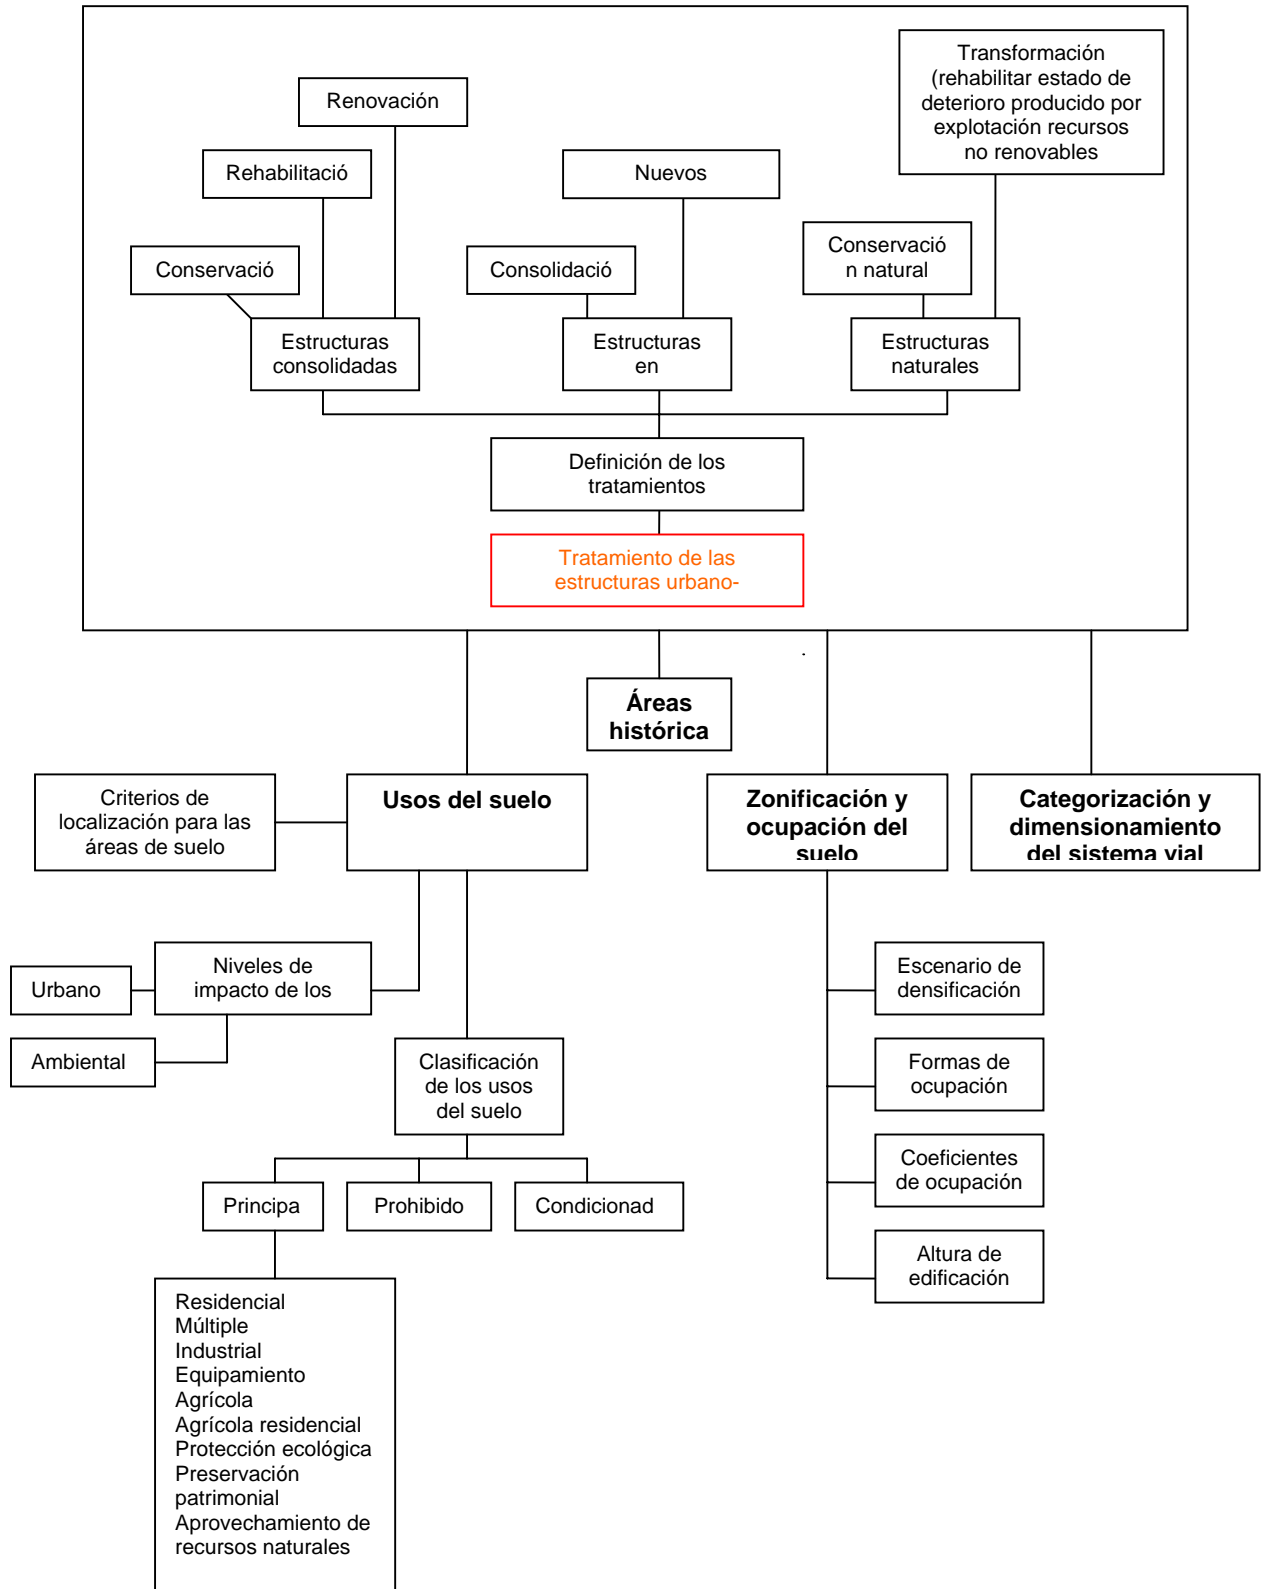 Transformación
(rehabilitar estado de
deterioro producido por
explotación recursos
no renovables
Renovación
Rehabilitació
Nuevos
Conservació
Consolidació
Conservació
n natural
Estructuras
consolidadas
Estructuras
en
Estructuras
naturales
Definición de los
tratamientos
Tratamiento de las
estructuras urbano-
.
Áreas
histórica
Criterios de
localización para las
áreas de suelo
Usos del suelo
Zonificación y
ocupación del
suelo
Categorización y
dimensionamiento
del sistema vial
Urbano
Niveles de
impacto de los
Ambiental
Clasificación
de los usos
del suelo
Escenario de
densificación
Formas de
ocupación
Coeficientes
de ocupación
Altura de
edificación
Principa
Prohibido
Condicionad
Residencial
Múltiple
Industrial
Equipamiento
Agrícola
Agrícola residencial
Protección ecológica
Preservación
patrimonial
Aprovechamiento de
recursos naturales